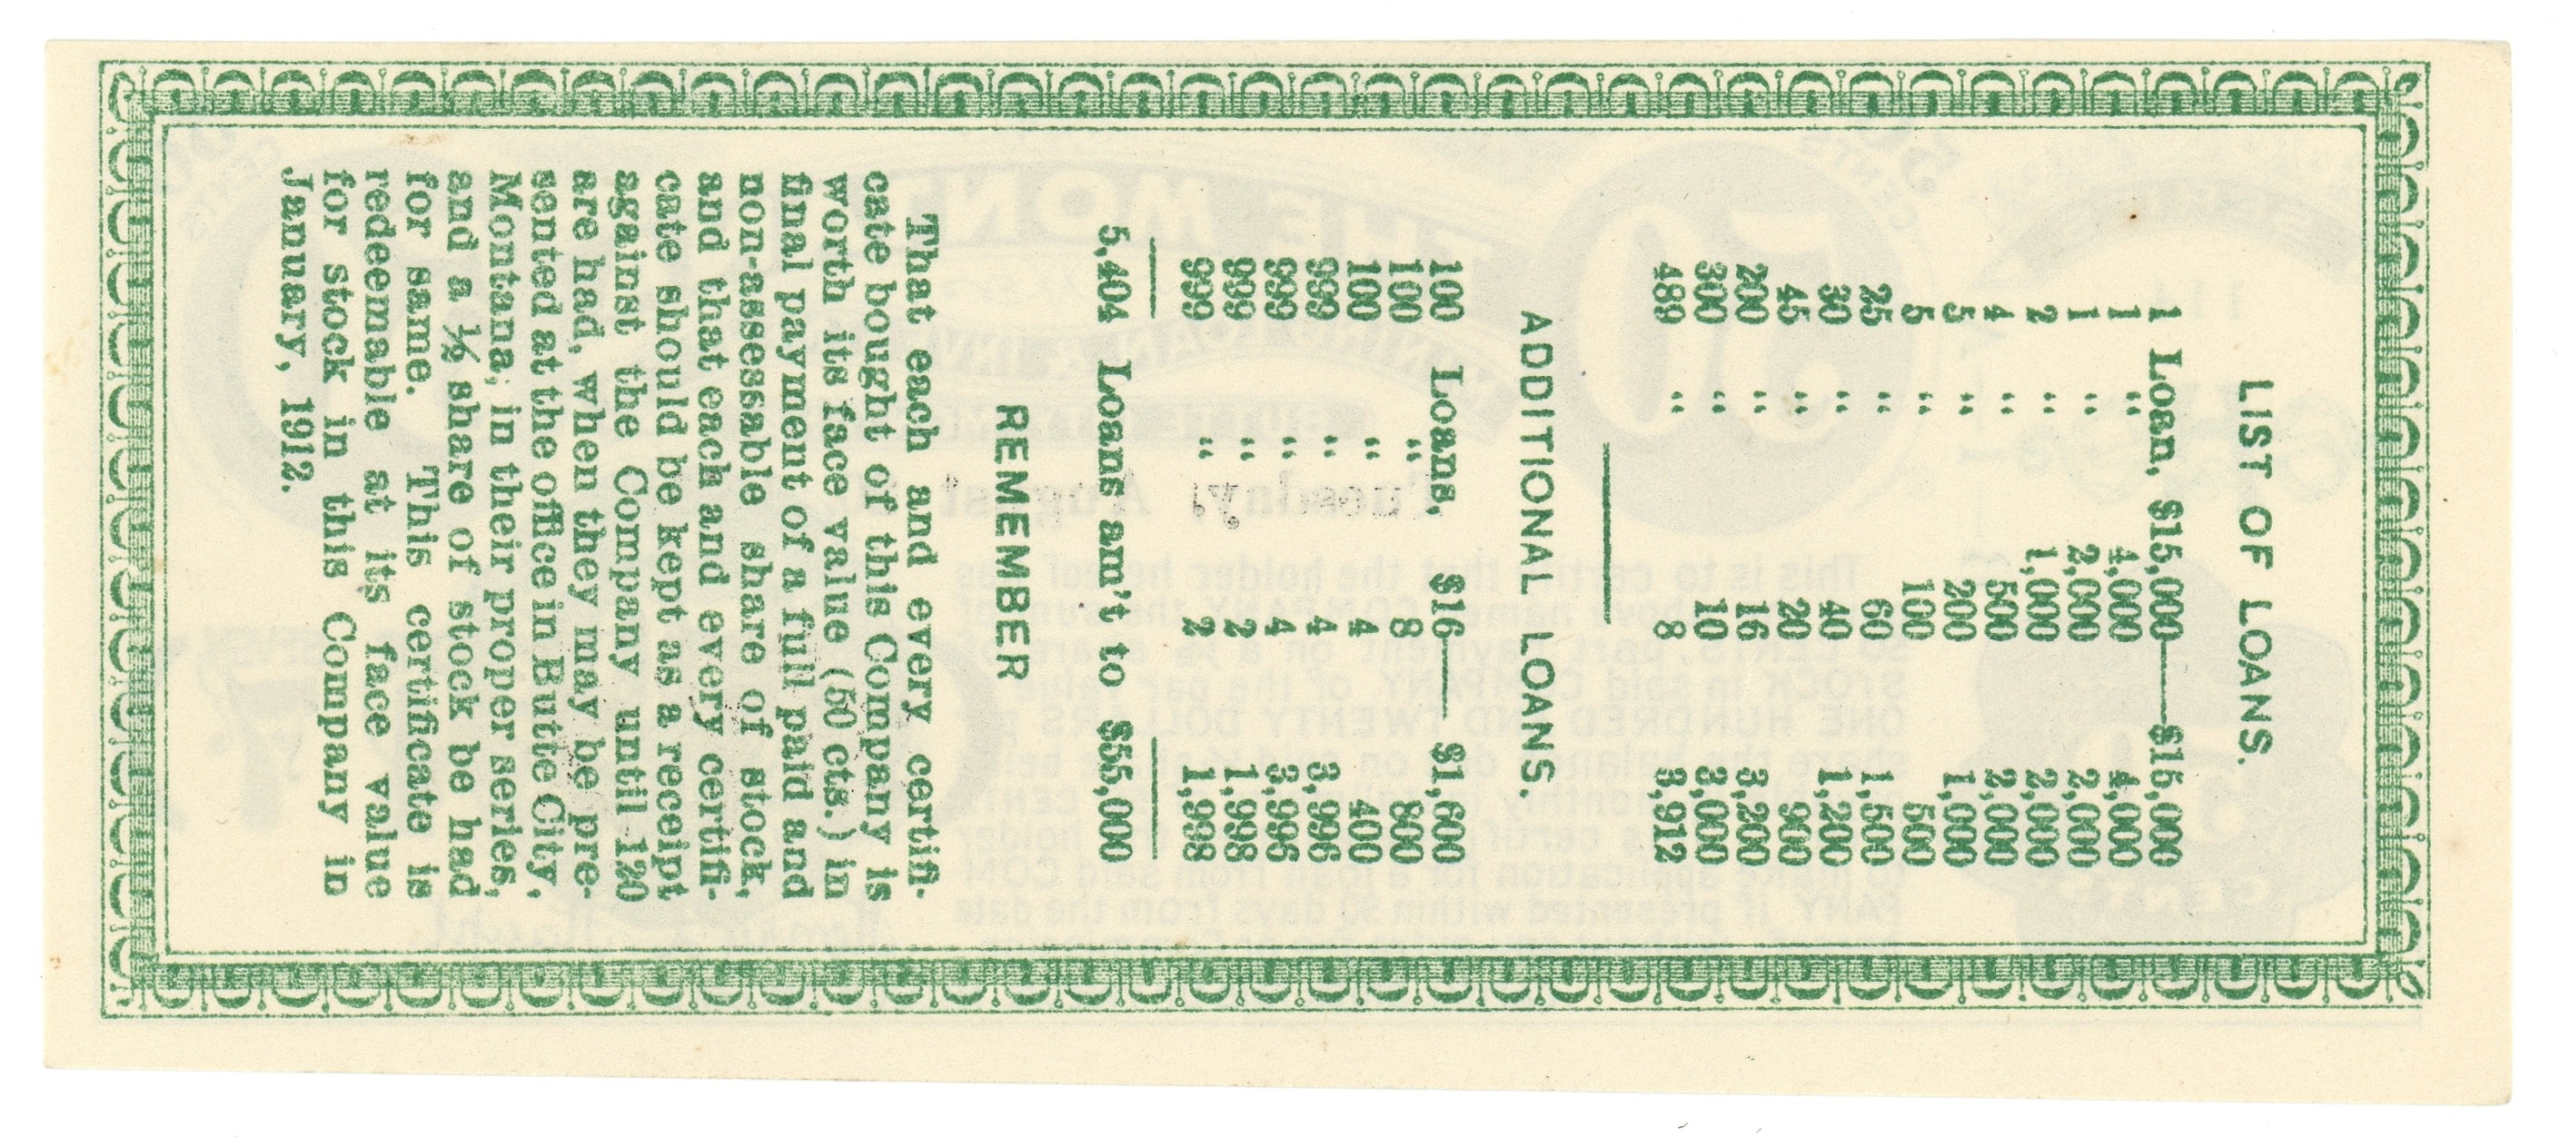 LIST OF LOANS.
1 Loan, $15,000——$15,000
1 " 4,000 4,000
1 " 2,000 2,000
2 " 1,000 2,000
4 " 500 2,000
5 " 200 1,000
5 " 100 500
25 " 60 1,500
30 " 40 1,200
45 " 20 900
200 " 16 3,200
300 " 10 3,000
489 " 8 3,912
ADDITIONAL LOANS.
100 Loans, $16—— $1,600
100 " 8 800
100 " 4 400
999 " 4 3,996
999 " 4 3,996
999 " 2 1,998
999 " 2 1,998
5,404 Loans am't to $55,000
REMEMBER
That each and every certifi-
cate bought of this Company is
worth its face value (50 cts.) in
final payment of a full paid and
non-assessable share of stock,
and that each and every certifi-
cate should be kept as a receipt
against the Company until 120
are had, when they may be pre-
sented at the office in Butte City,
Montana, in their proper series,
and a ½ share of stock be had
for same. This certificate is
redeemable at its face value
for stock in this Company in
January, 1912.